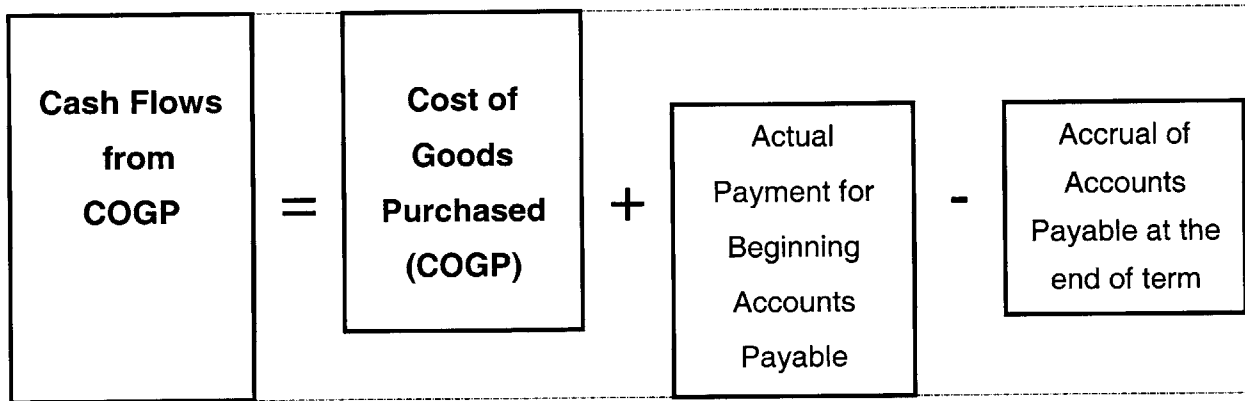 Cash Flows
from
COGP
=
Cost of
Goods
Purchased
(COGP)
+
Actual
Payment for
Beginning
Accounts
Payable
-
Accrual of
Accounts
Payable at the
end of term